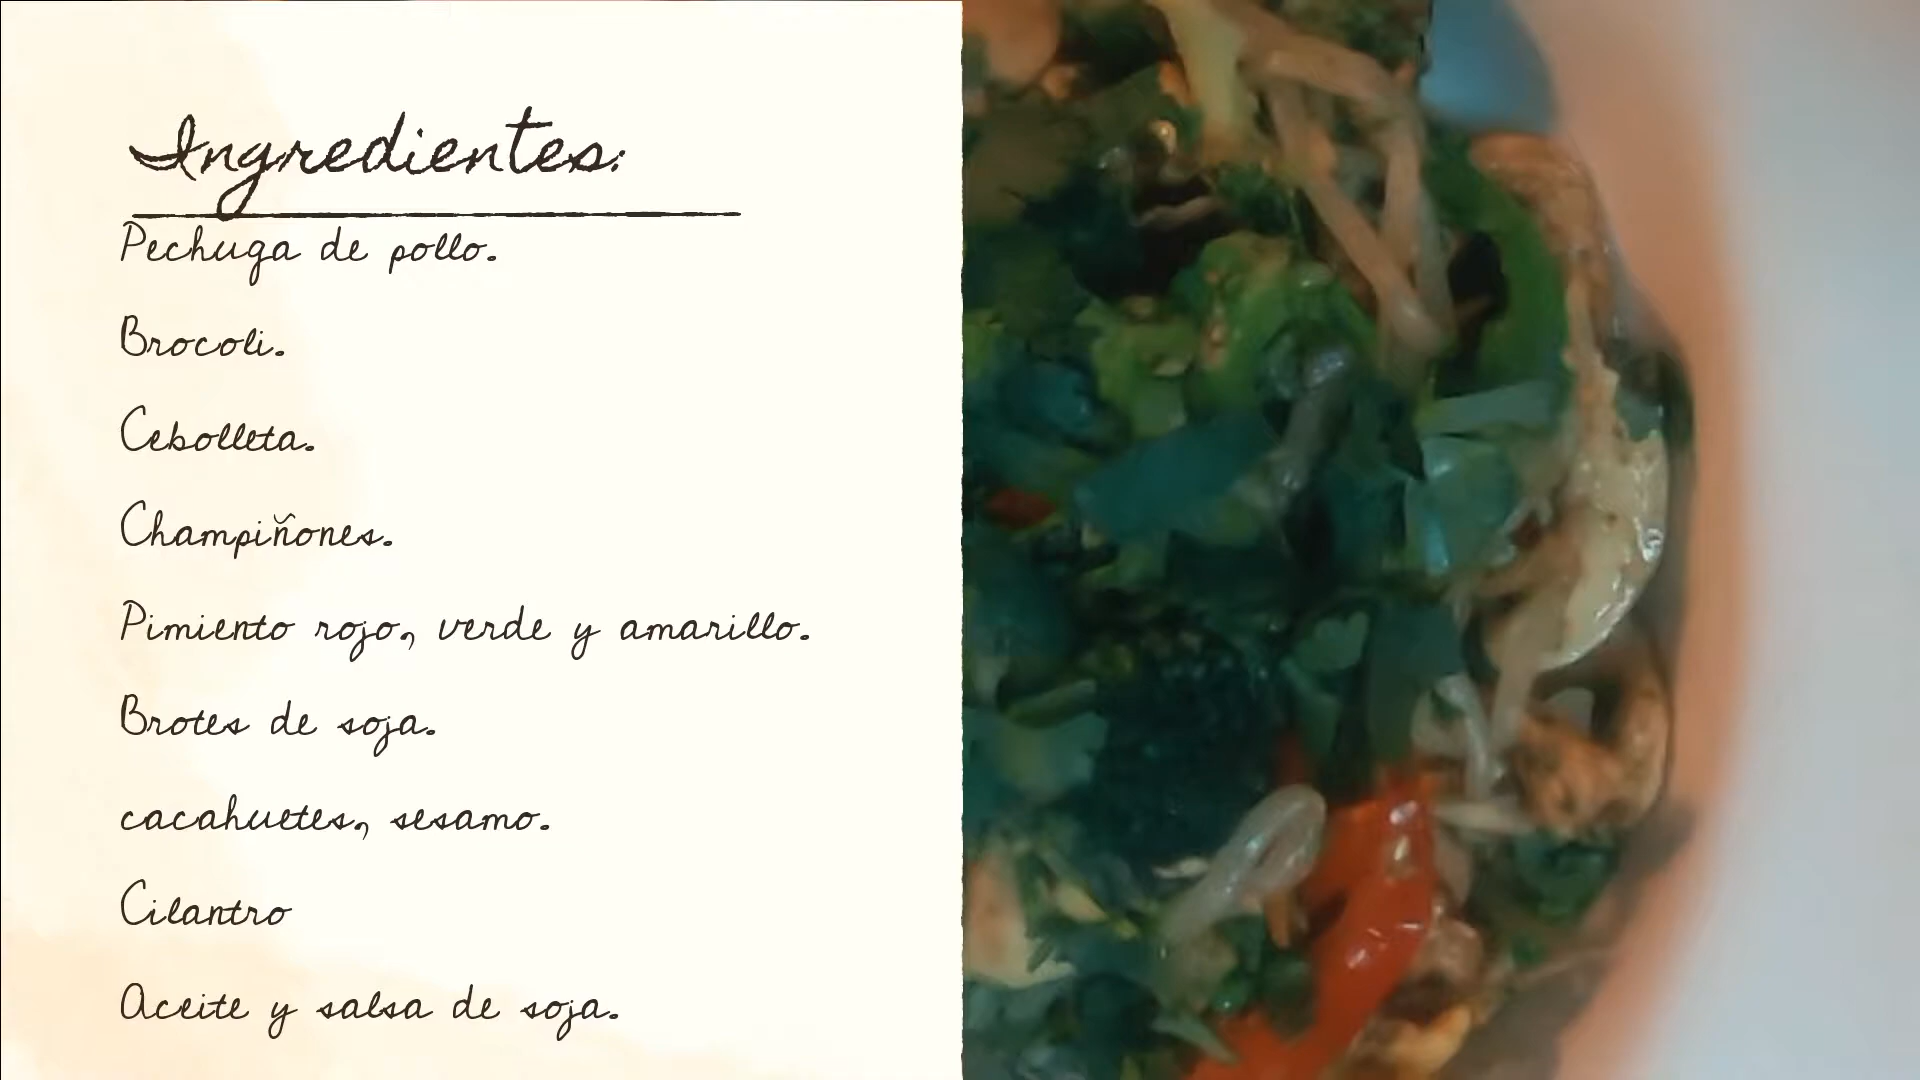 Ingredientes:
Pechuga de pollo.
Brocoli.
Cebolleta.
Champiñones.
Pimiento rojo, verde y amarillo.
Brotes de soja.
cacahuetes, sesamo.
Cilantro
Aceite y salsa de soja.